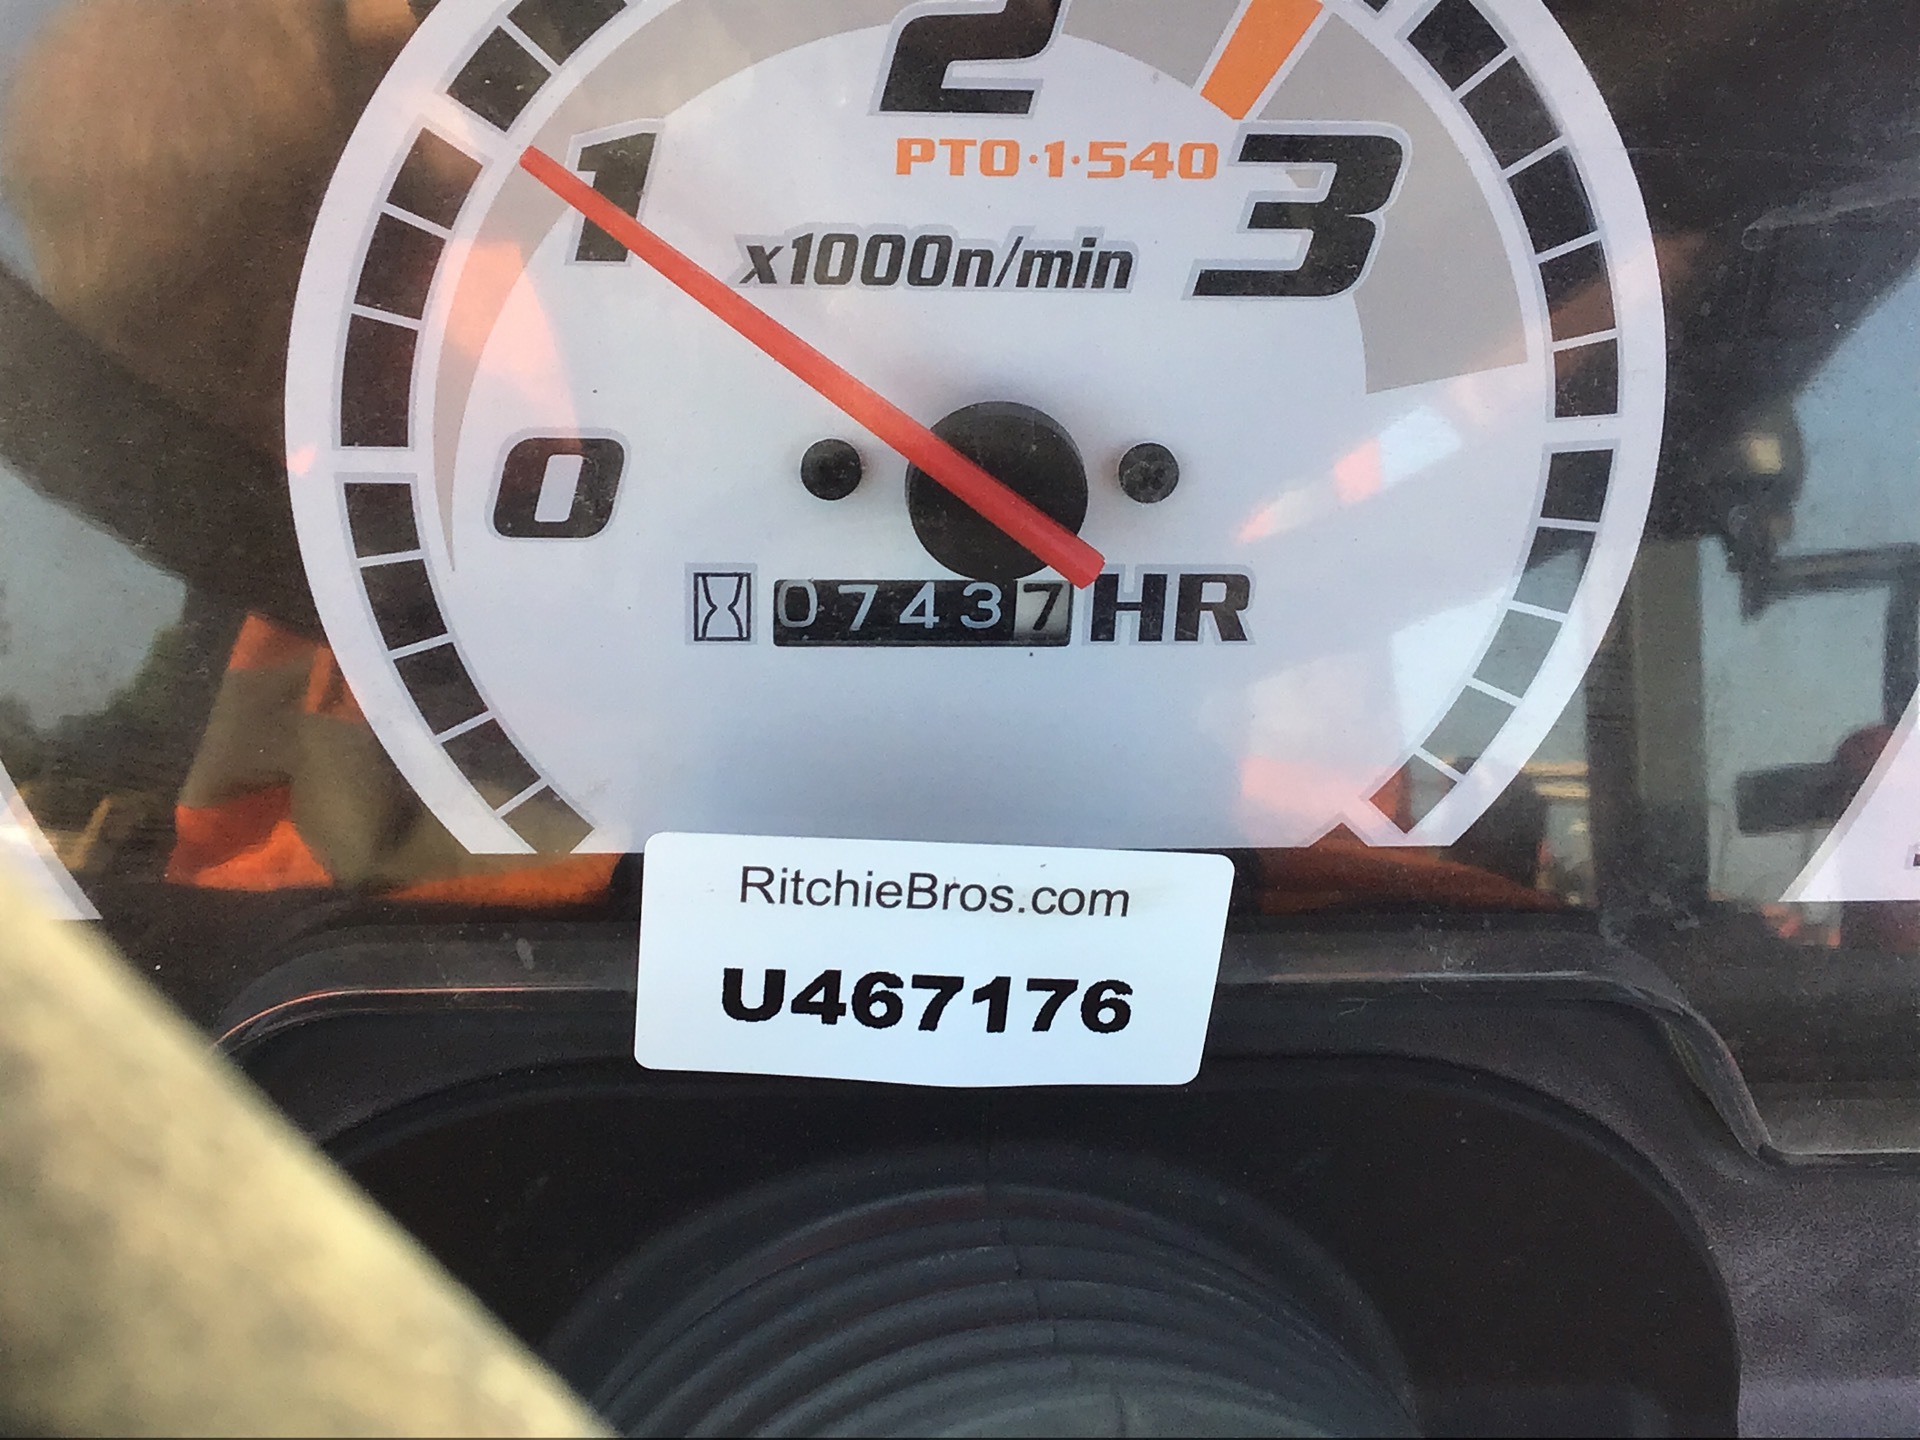 2
PTO·1·540
1
3
x1000n/min
0
07437 HR
RitchieBros.com
U467176